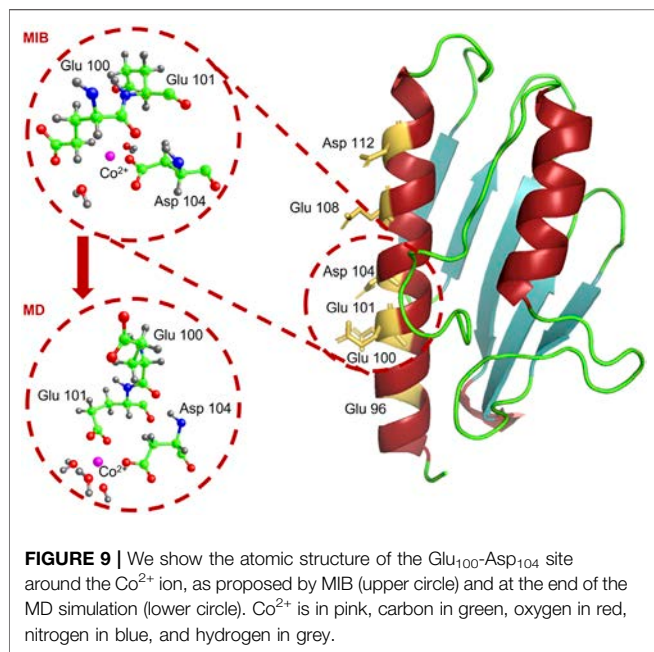 MIB
Glu 100
Glu 101
Co²⁺
Asp 104
MD
Glu 100
Glu 101
Asp 104
Co²⁺
Asp 112
Glu 108
Asp 104
Glu 101
Glu 100
Glu 96
FIGURE 9 | We show the atomic structure of the Glu₁₀₀-Asp₁₀₄ site
around the Co²⁺ ion, as proposed by MIB (upper circle) and at the end of the
MD simulation (lower circle). Co²⁺ is in pink, carbon in green, oxygen in red,
nitrogen in blue, and hydrogen in grey.